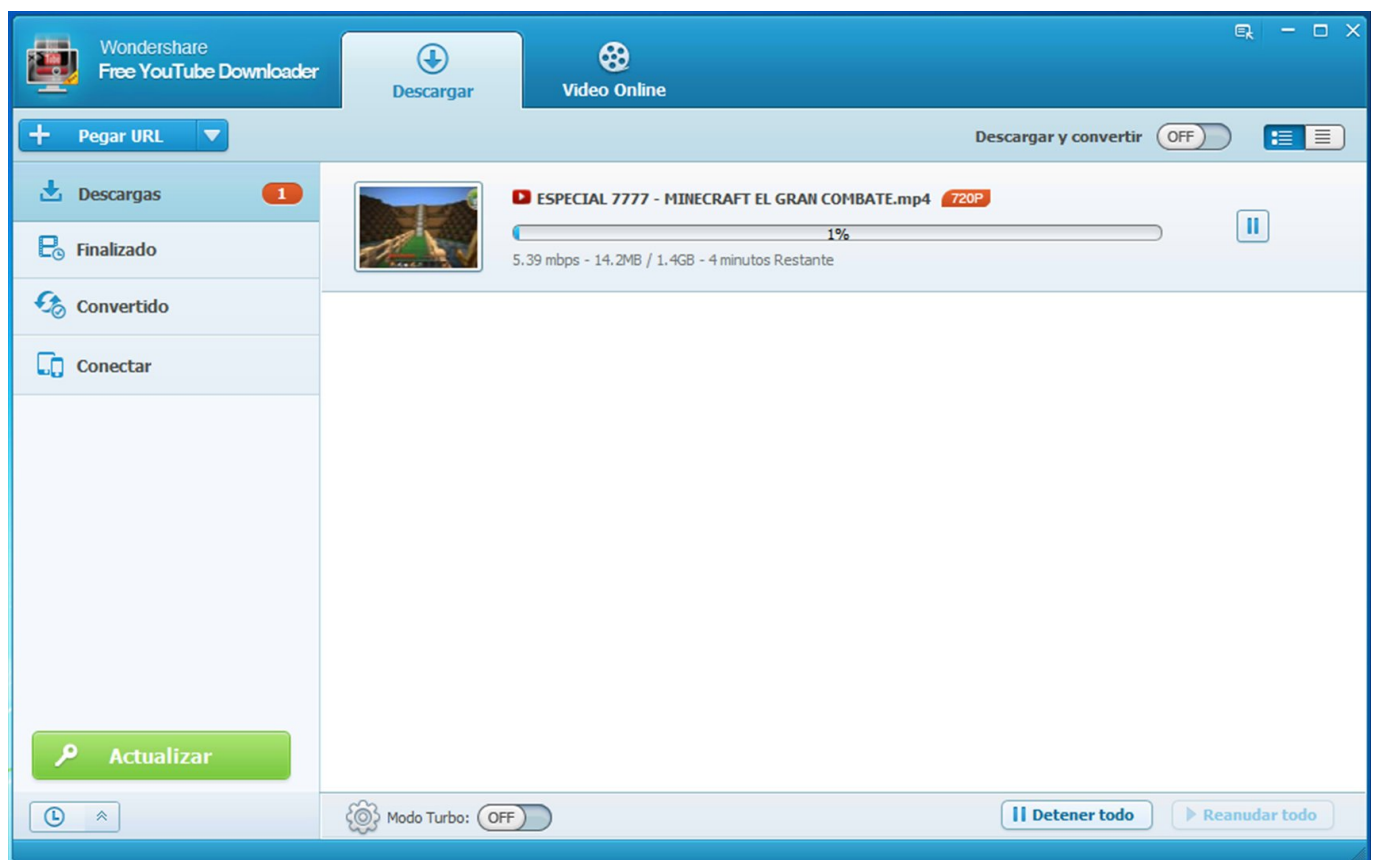 Wondershare
Free YouTube Downloader
Descargar
Video Online
Pegar URL
Descargar y convertir OFF
Descargas 1
Finalizado
Convertido
Conectar
ESPECIAL 7777 - MINECRAFT EL GRAN COMBATE.mp4 720P
1%
5.39 mbps - 14.2MB / 1.4GB - 4 minutos Restante
Actualizar
Modo Turbo: OFF
Detener todo
Reanudar todo